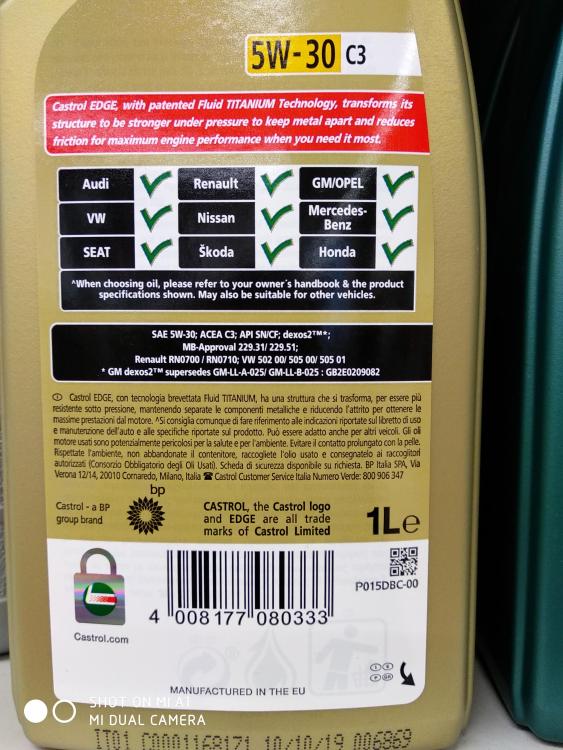 5W-30 C3
Castrol EDGE, with patented Fluid TITANIUM Technology, transforms its
structure to be stronger under pressure to keep metal apart and reduces
friction for maximum engine performance when you need it most.
Audi Renault GM/OPEL
VW Nissan Mercedes-
Benz
SEAT Škoda Honda
^When choosing oil, please refer to your owner's handbook & the product
specifications shown. May also be suitable for other vehicles.
SAE 5W-30; ACEA C3; API SN/CF; dexos2™*;
MB-Approval 229.31/ 229.51;
Renault RN0700 / RN0710; VW 502 00/ 505 00/ 505 01
* GM dexos2™ supersedes GM-LL-A-025/ GM-LL-B-025 : GB2E0209082
Castrol EDGE, con tecnologia brevettata Fluid TITANIUM, ha una struttura che si trasforma, per essere più
resistente sotto pressione, mantenendo separate le componenti metalliche e riducendo l'attrito per ottenere le
massime prestazioni dal motore. ^Si consiglia comunque di fare riferimento alle indicazioni riportate sul libretto di uso
e manutenzione dell'auto e alle specifiche riportate sul prodotto. Può essere adatto anche per altri veicoli. Gli oli
motore usati sono potenzialmente pericolosi per la salute e per l'ambiente. Evitare il contatto prolungato con la pelle.
Rispettate l'ambiente, non abbandonate il contenitore, raccogliete l'olio usato e consegnatelo ai raccoglitori
autorizzati (Consorzio Obbligatorio degli Oli Usati). Scheda di sicurezza disponibile su richiesta. BP Italia SPA, Via
Verona 12/14, 20010 Cornaredo, Milano, Italia ☎ Castrol Customer Service Italia Numero Verde: 800 906 347
bp
Castrol - a BP
group brand
CASTROL, the Castrol logo
and EDGE are all trade
marks of Castrol Limited
1L℮
P015DBC-00
4 008177 080333
Castrol.com
MANUFACTURED IN THE EU
SHOT ON MI A1
MI DUAL CAMERA
IT01 C0001168171 10/10/19 006869